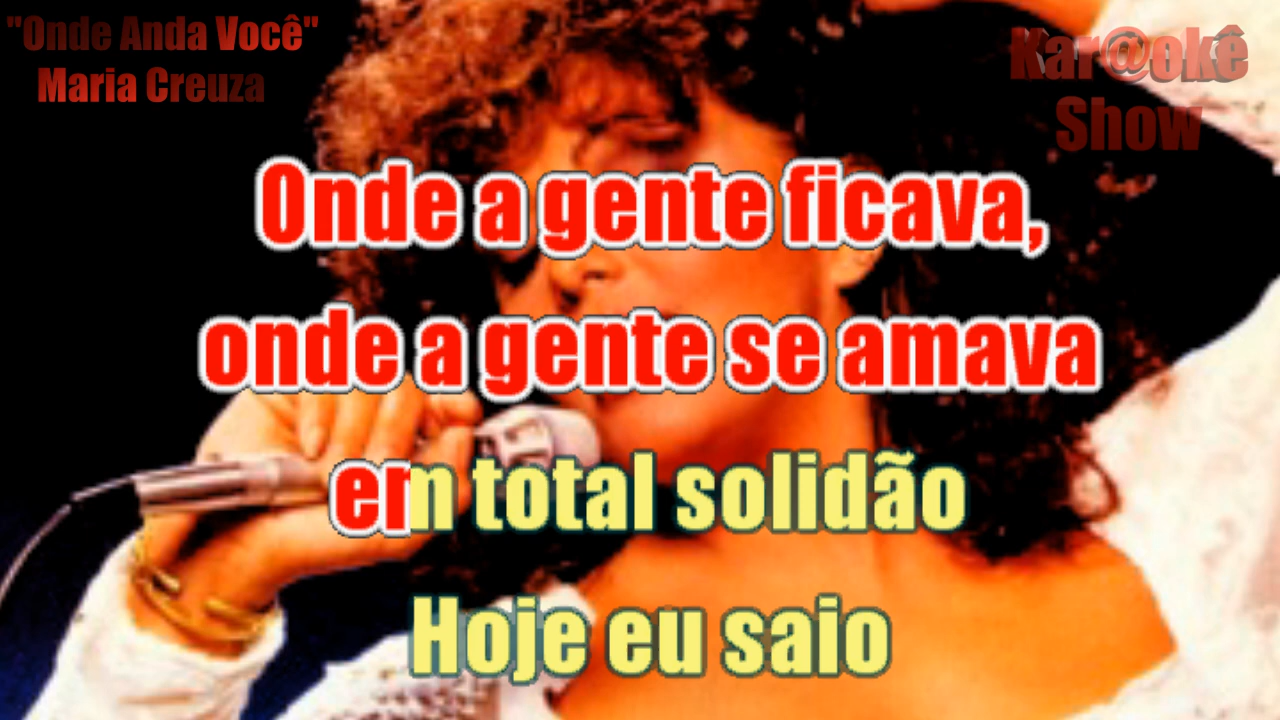 "Onde Anda Você"
Maria Creuza
Kar@okê
Show
Onde a gente ficava,
onde a gente se amava
em total solidão
Hoje eu saio